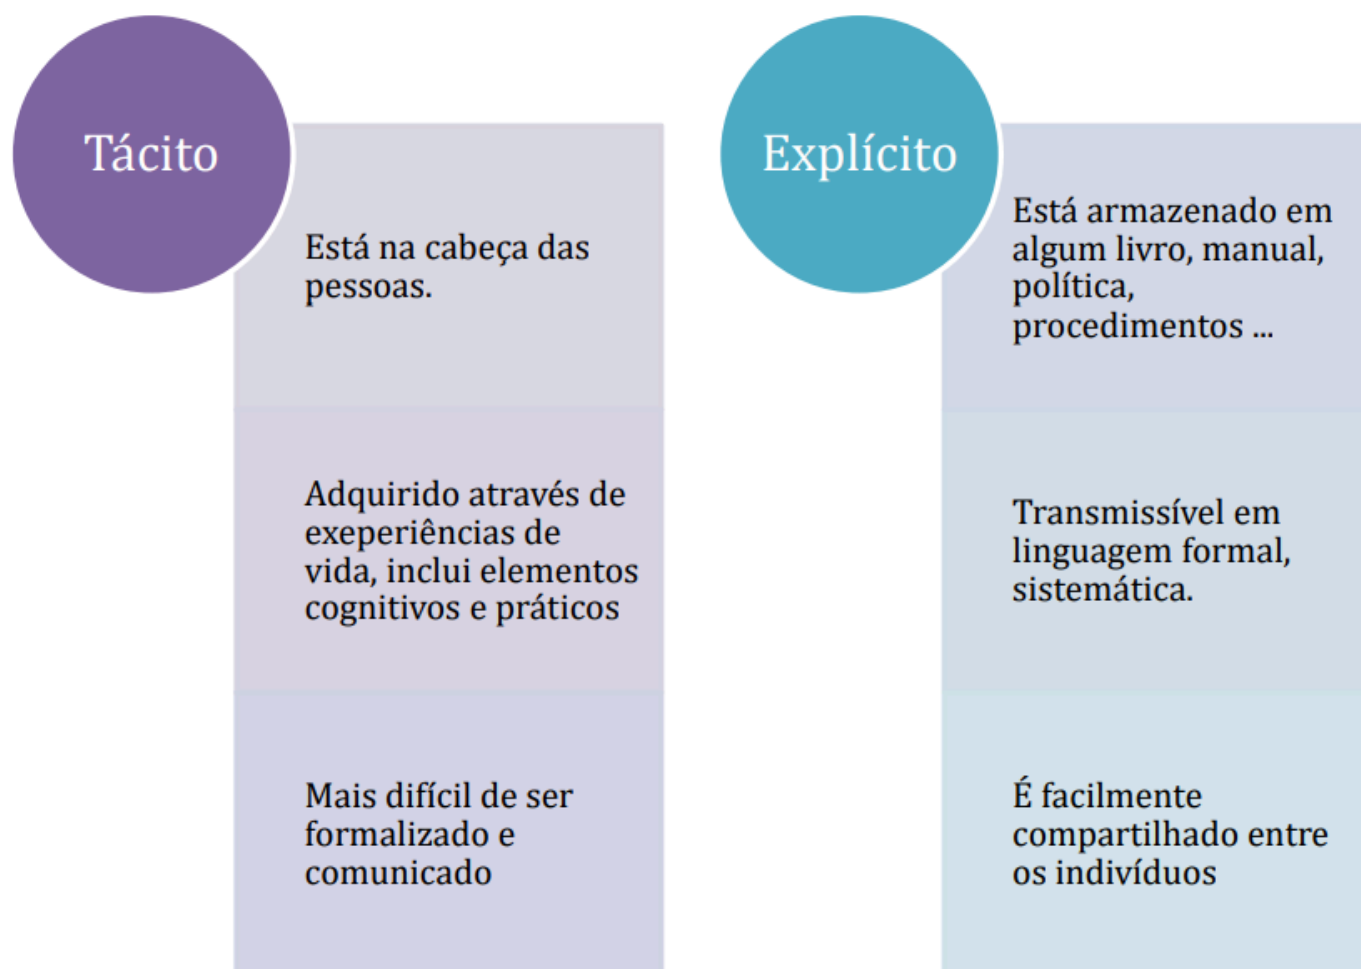 Tácito
Está na cabeça das
pessoas.
Adquirido através de
exeperiências de
vida, inclui elementos
cognitivos e práticos
Mais difícil de ser
formalizado e
comunicado
Explícito
Está armazenado em
algum livro, manual,
política,
procedimentos ...
Transmissível em
linguagem formal,
sistemática.
É facilmente
compartilhado entre
os indivíduos